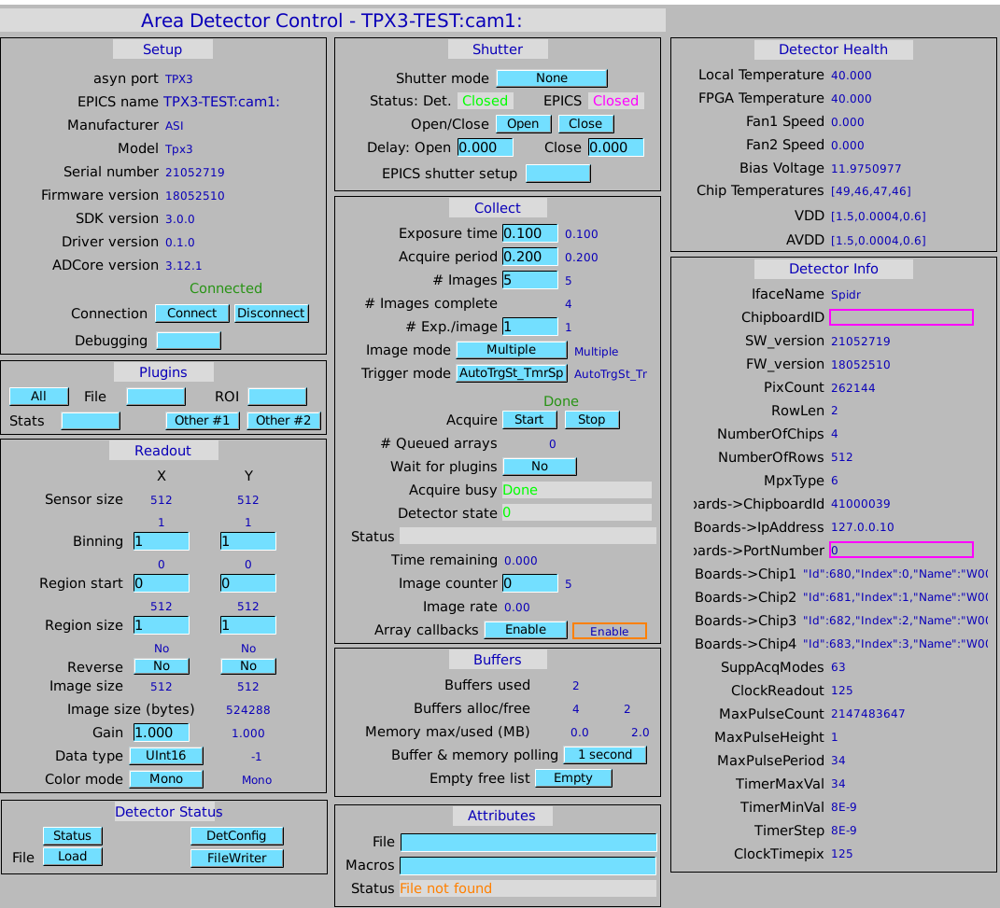 Area Detector Control - TPX3-TEST:cam1:
Setup
asyn port TPX3
EPICS name TPX3-TEST:cam1:
Manufacturer ASI
Model Tpx3
Serial number 21052719
Firmware version 18052510
SDK version 3.0.0
Driver version 0.1.0
ADCore version 3.12.1
Connected
Connection Connect Disconnect
Debugging
Plugins
All File ROI
Stats Other #1 Other #2
Readout
X Y
Sensor size 512 512
1 1
Binning 1 1
0 0
Region start 0 0
512 512
Region size 1 1
No No
Reverse No No
Image size 512 512
Image size (bytes) 524288
Gain 1.000 1.000
Data type UInt16 -1
Color mode Mono Mono
Detector Status
Status DetConfig
File Load FileWriter
Shutter
Shutter mode None
Status: Det. Closed EPICS Closed
Open/Close Open Close
Delay: Open 0.000 Close 0.000
EPICS shutter setup
Collect
Exposure time 0.100 0.100
Acquire period 0.200 0.200
# Images 5 5
# Images complete 4
# Exp./image 1 1
Image mode Multiple Multiple
Trigger mode AutoTrgSt_TmrSp AutoTrgSt_Tr
Done
Acquire Start Stop
# Queued arrays 0
Wait for plugins No
Acquire busy Done
Detector state 0
Status
Time remaining 0.000
Image counter 0 5
Image rate 0.00
Array callbacks Enable Enable
Buffers
Buffers used 2
Buffers alloc/free 4 2
Memory max/used (MB) 0.0 2.0
Buffer & memory polling 1 second
Empty free list Empty
Attributes
File
Macros
Status File not found
Detector Health
Local Temperature 40.000
FPGA Temperature 40.000
Fan1 Speed 0.000
Fan2 Speed 0.000
Bias Voltage 11.9750977
Chip Temperatures [49,46,47,46]
VDD [1.5,0.0004,0.6]
AVDD [1.5,0.0004,0.6]
Detector Info
IfaceName Spidr
ChipboardID
SW_version 21052719
FW_version 18052510
PixCount 262144
RowLen 2
NumberOfChips 4
NumberOfRows 512
MpxType 6
oards->ChipboardId 41000039
Boards->IpAddress 127.0.0.10
oards->PortNumber 0
Boards->Chip1 "Id":680,"Index":0,"Name":"W00
Boards->Chip2 "Id":681,"Index":1,"Name":"W00
Boards->Chip3 "Id":682,"Index":2,"Name":"W00
Boards->Chip4 "Id":683,"Index":3,"Name":"W00
SuppAcqModes 63
ClockReadout 125
MaxPulseCount 2147483647
MaxPulseHeight 1
MaxPulsePeriod 34
TimerMaxVal 34
TimerMinVal 8E-9
TimerStep 8E-9
ClockTimepix 125